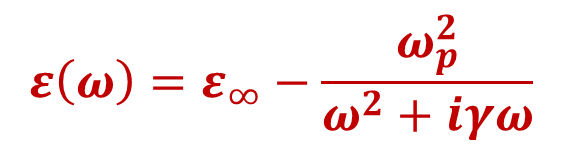 ε(ω) = ε∞ − ωp² / (ω² + iγω)